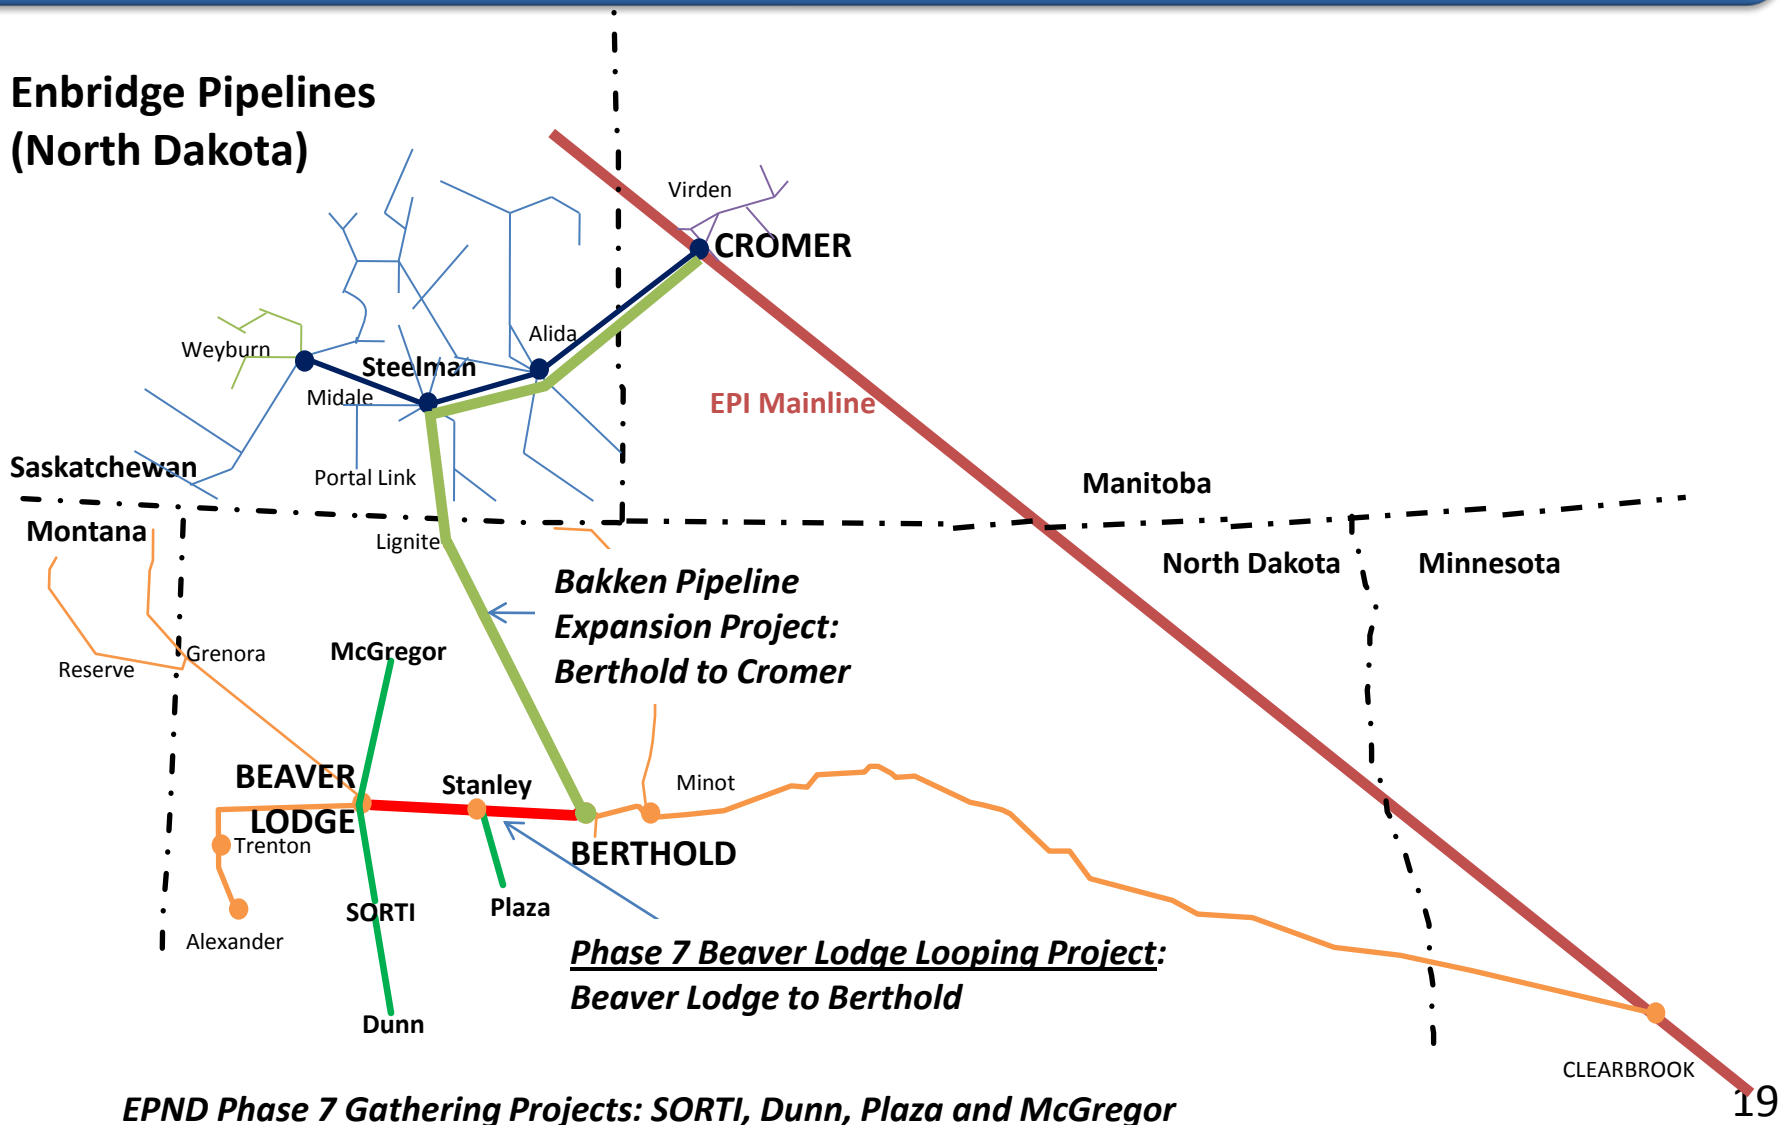 Enbridge Pipelines
(North Dakota)
Virden
CROMER
Alida
Weyburn
Steelman
Midale
EPI Mainline
Saskatchewan
Portal Link
Manitoba
Montana
Lignite
North Dakota
Minnesota
Bakken Pipeline
Expansion Project:
Berthold to Cromer
McGregor
Grenora
Reserve
BEAVER
LODGE
Stanley
Minot
Trenton
BERTHOLD
SORTI
Plaza
Alexander
Phase 7 Beaver Lodge Looping Project:
Beaver Lodge to Berthold
Dunn
CLEARBROOK
EPND Phase 7 Gathering Projects: SORTI, Dunn, Plaza and McGregor
19